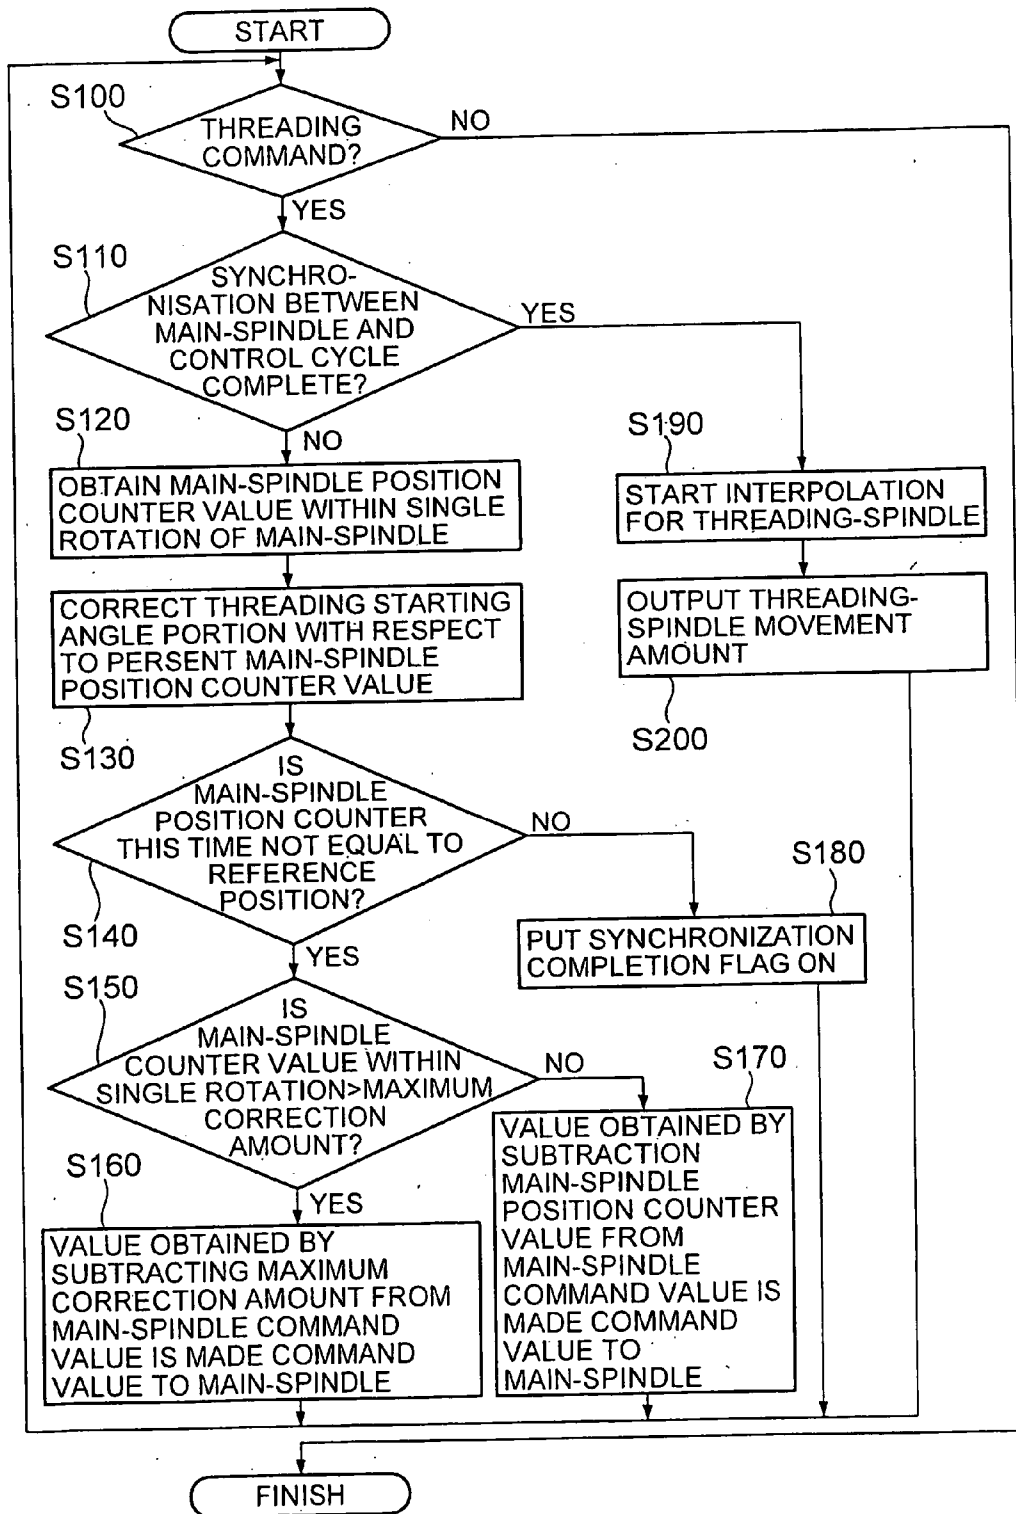 START
S100
THREADING
COMMAND?
NO
YES
S110
SYNCHRO-
NISATION BETWEEN
MAIN-SPINDLE AND
CONTROL CYCLE
COMPLETE?
YES
NO
S120
OBTAIN MAIN-SPINDLE POSITION
COUNTER VALUE WITHIN SINGLE
ROTATION OF MAIN-SPINDLE
S190
START INTERPOLATION
FOR THREADING-SPINDLE
CORRECT THREADING STARTING
ANGLE PORTION WITH RESPECT
TO PERSENT MAIN-SPINDLE
POSITION COUNTER VALUE
S130
OUTPUT THREADING-
SPINDLE MOVEMENT
AMOUNT
S200
IS
MAIN-SPINDLE
POSITION COUNTER
THIS TIME NOT EQUAL TO
REFERENCE
POSITION?
NO
S140
YES
S180
PUT SYNCHRONIZATION
COMPLETION FLAG ON
S150
IS
MAIN-SPINDLE
COUNTER VALUE WITHIN
SINGLE ROTATION>MAXIMUM
CORRECTION
AMOUNT?
NO
YES
S160
VALUE OBTAINED BY
SUBTRACTING MAXIMUM
CORRECTION AMOUNT FROM
MAIN-SPINDLE COMMAND
VALUE IS MADE COMMAND
VALUE TO MAIN-SPINDLE
S170
VALUE OBTAINED BY
SUBTRACTION
MAIN-SPINDLE
POSITION COUNTER
VALUE FROM
MAIN-SPINDLE
COMMAND VALUE IS
MADE COMMAND
VALUE TO
MAIN-SPINDLE
FINISH